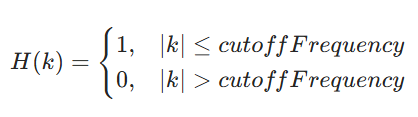 H(k) = { 1, |k| ≤ cutoffFrequency
0, |k| > cutoffFrequency